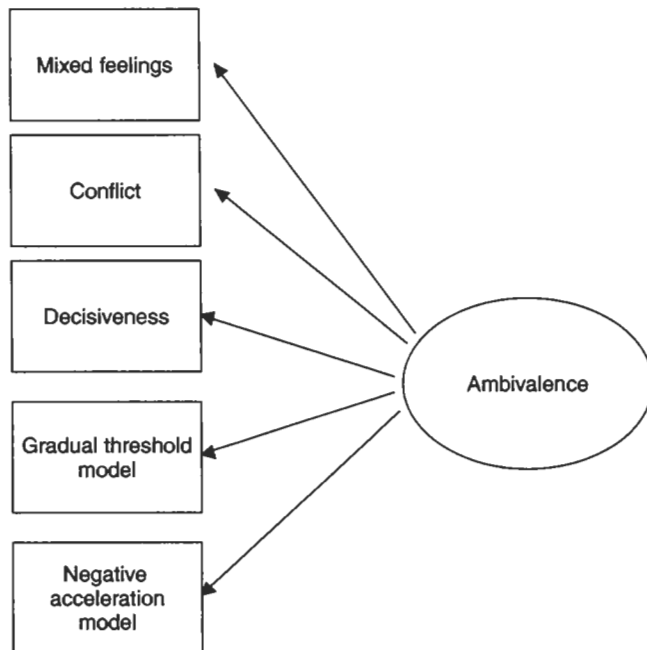 Mixed feelings
Conflict
Decisiveness
Ambivalence
Gradual threshold
model
Negative
acceleration
model